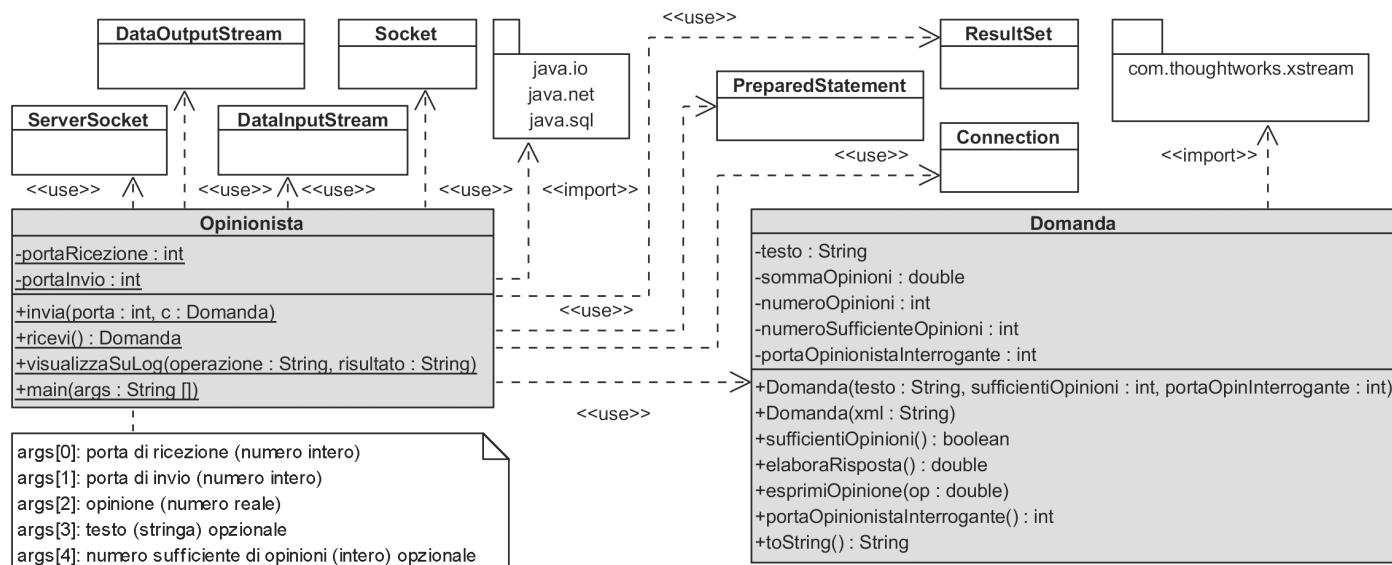 DataOutputStream
Socket
java.io
java.net
java.sql
<<use>>
ResultSet
com.thoughtworks.xstream
PreparedStatement
ServerSocket
DataInputStream
Connection
<<use>>
<<import>>
<<use>>
<<use>>
<<use>>
<<use>>
<<import>>
Opinionista
-portaRicezione : int
-portaInvio : int
+invia(porta : int, c : Domanda)
+ricevi() : Domanda
+visualizzaSuLog(operazione : String, risultato : String)
+main(args : String [])
<<use>>
<<use>>
Domanda
-testo : String
-sommaOpinioni : double
-numeroOpinioni : int
-numeroSufficienteOpinioni : int
-portaOpinionistaInterrogante : int
+Domanda(testo : String, sufficientiOpinioni : int, portaOpinInterrogante : int)
+Domanda(xml : String)
+sufficientiOpinioni() : boolean
+elaboraRisposta() : double
+esprimiOpinione(op : double)
+portaOpinionistaInterrogante() : int
+toString() : String
args[0]: porta di ricezione (numero intero)
args[1]: porta di invio (numero intero)
args[2]: opinione (numero reale)
args[3]: testo (stringa) opzionale
args[4]: numero sufficiente di opinioni (intero) opzionale